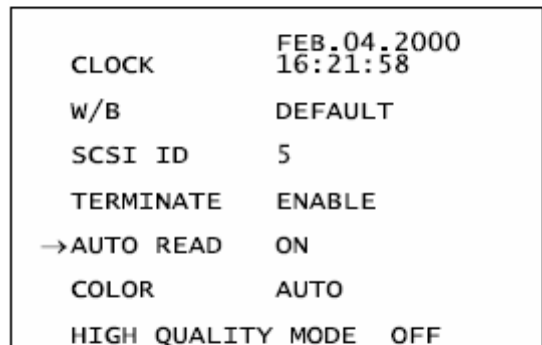 FEB.04.2000
CLOCK 16:21:58
W/B DEFAULT
SCSI ID 5
TERMINATE ENABLE
→AUTO READ ON
COLOR AUTO
HIGH QUALITY MODE OFF